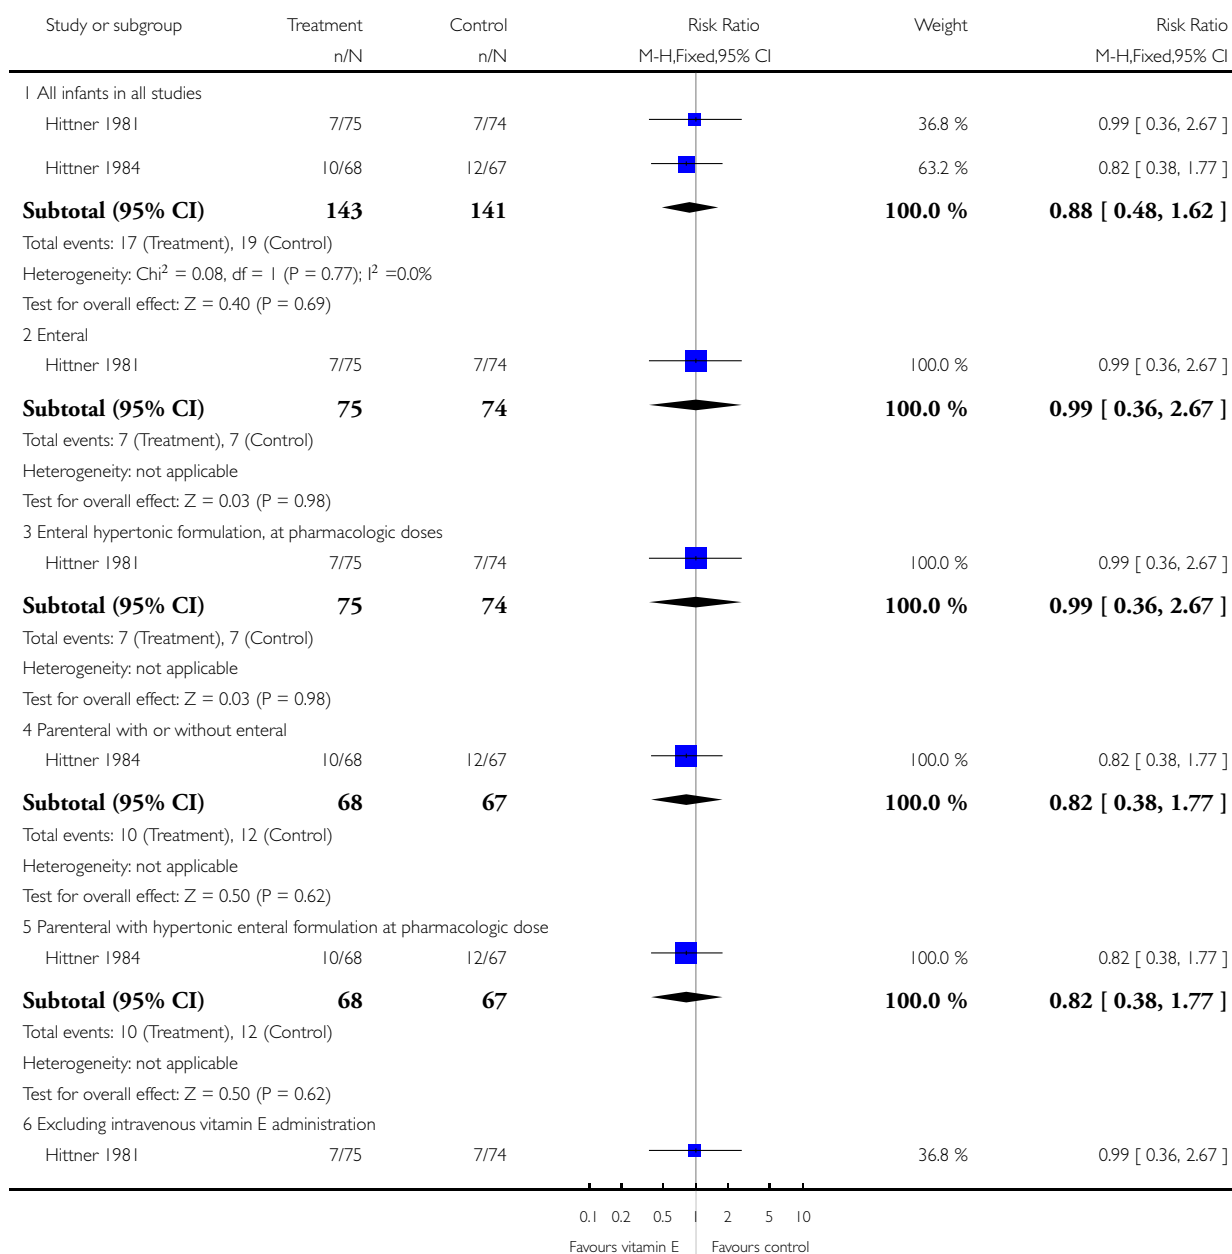 Study or subgroup Treatment Control Risk Ratio Weight Risk Ratio
n/N n/N M-H,Fixed,95% CI M-H,Fixed,95% CI
1 All infants in all studies
Hittner 1981 7/75 7/74 36.8 % 0.99 [ 0.36, 2.67 ]
Hittner 1984 10/68 12/67 63.2 % 0.82 [ 0.38, 1.77 ]
Subtotal (95% CI) 143 141 100.0 % 0.88 [ 0.48, 1.62 ]
Total events: 17 (Treatment), 19 (Control)
Heterogeneity: Chi² = 0.08, df = 1 (P = 0.77); I² =0.0%
Test for overall effect: Z = 0.40 (P = 0.69)
2 Enteral
Hittner 1981 7/75 7/74 100.0 % 0.99 [ 0.36, 2.67 ]
Subtotal (95% CI) 75 74 100.0 % 0.99 [ 0.36, 2.67 ]
Total events: 7 (Treatment), 7 (Control)
Heterogeneity: not applicable
Test for overall effect: Z = 0.03 (P = 0.98)
3 Enteral hypertonic formulation, at pharmacologic doses
Hittner 1981 7/75 7/74 100.0 % 0.99 [ 0.36, 2.67 ]
Subtotal (95% CI) 75 74 100.0 % 0.99 [ 0.36, 2.67 ]
Total events: 7 (Treatment), 7 (Control)
Heterogeneity: not applicable
Test for overall effect: Z = 0.03 (P = 0.98)
4 Parenteral with or without enteral
Hittner 1984 10/68 12/67 100.0 % 0.82 [ 0.38, 1.77 ]
Subtotal (95% CI) 68 67 100.0 % 0.82 [ 0.38, 1.77 ]
Total events: 10 (Treatment), 12 (Control)
Heterogeneity: not applicable
Test for overall effect: Z = 0.50 (P = 0.62)
5 Parenteral with hypertonic enteral formulation at pharmacologic dose
Hittner 1984 10/68 12/67 100.0 % 0.82 [ 0.38, 1.77 ]
Subtotal (95% CI) 68 67 100.0 % 0.82 [ 0.38, 1.77 ]
Total events: 10 (Treatment), 12 (Control)
Heterogeneity: not applicable
Test for overall effect: Z = 0.50 (P = 0.62)
6 Excluding intravenous vitamin E administration
Hittner 1981 7/75 7/74 36.8 % 0.99 [ 0.36, 2.67 ]
0.1 0.2 0.5 1 2 5 10
Favours vitamin E Favours control